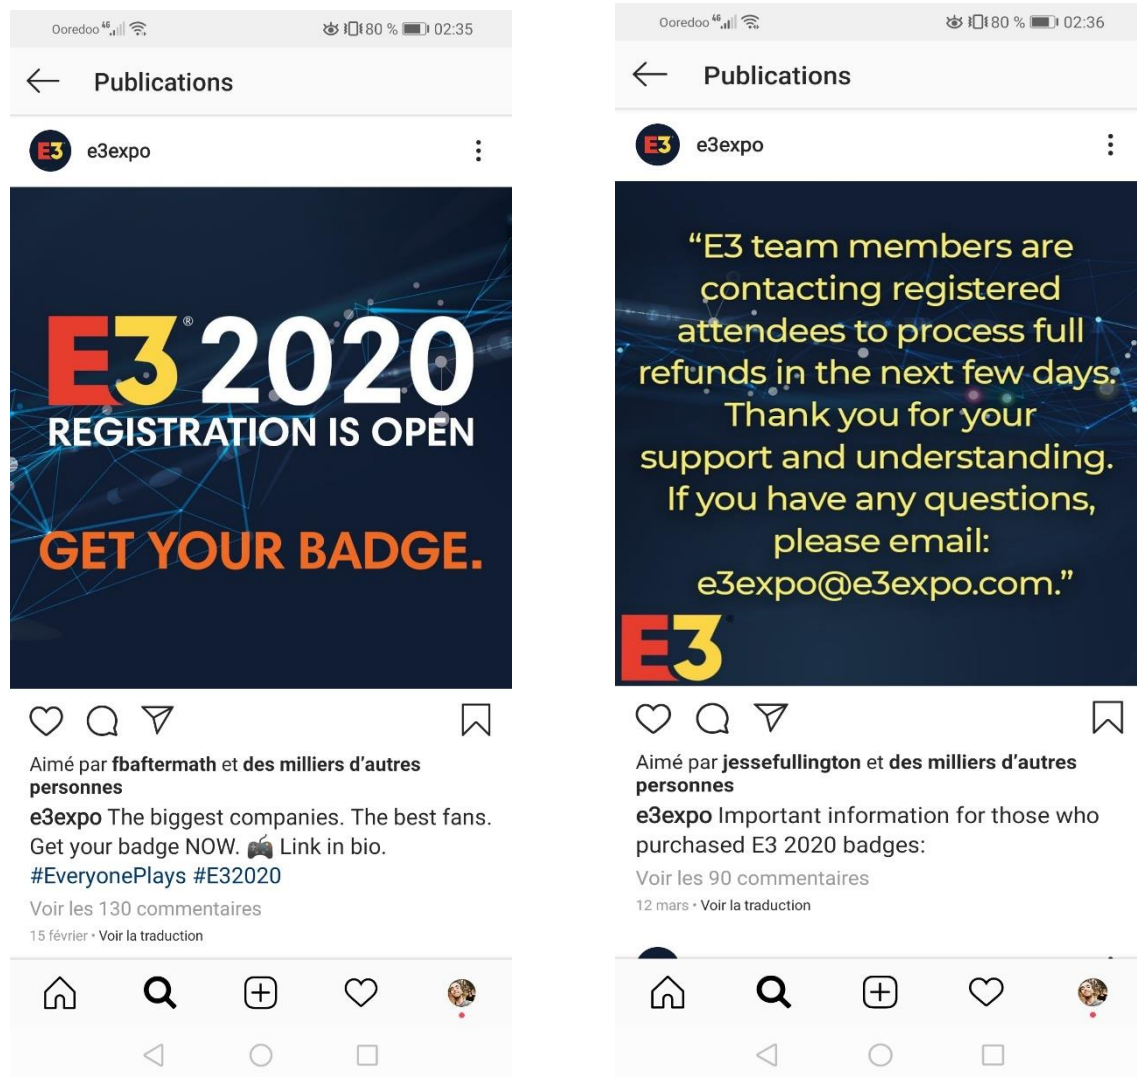 Ooredoo 46 80 % 02:35
Publications
E3 e3expo
E3® 2020
REGISTRATION IS OPEN
GET YOUR BADGE.
Aimé par fbaftermath et des milliers d'autres
personnes
e3expo The biggest companies. The best fans.
Get your badge NOW. 🎮 Link in bio.
#EveryonePlays #E32020
Voir les 130 commentaires
15 février • Voir la traduction
Ooredoo 46 80 % 02:36
Publications
E3 e3expo
“E3 team members are
contacting registered
attendees to process full
refunds in the next few days.
Thank you for your
support and understanding.
If you have any questions,
please email:
e3expo@e3expo.com.”
E3
Aimé par jessefullington et des milliers d'autres
personnes
e3expo Important information for those who
purchased E3 2020 badges:
Voir les 90 commentaires
12 mars • Voir la traduction